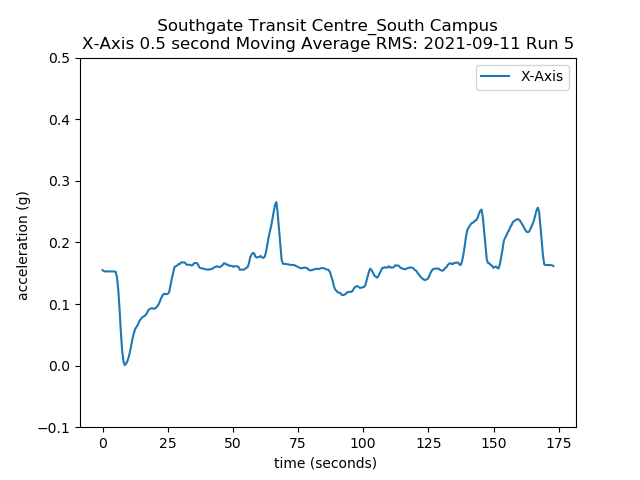 Southgate Transit Centre_South Campus
X-Axis 0.5 second Moving Average RMS: 2021-09-11 Run 5
X-Axis
0.5
0.4
0.3
0.2
0.1
0.0
−0.1
acceleration (g)
0 25 50 75 100 125 150 175
time (seconds)